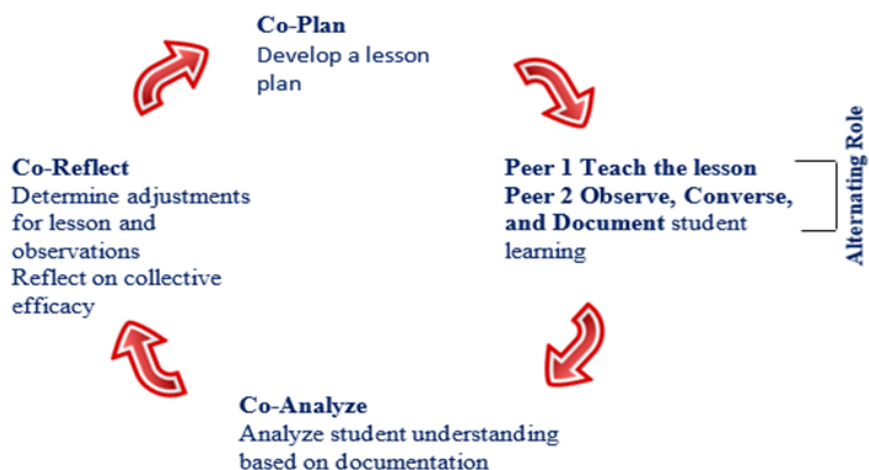 Co-Plan
Develop a lesson
plan
Peer 1 Teach the lesson
Peer 2 Observe, Converse,
and Document student
learning
Alternating Role
Co-Analyze
Analyze student understanding
based on documentation
Co-Reflect
Determine adjustments
for lesson and
observations
Reflect on collective
efficacy